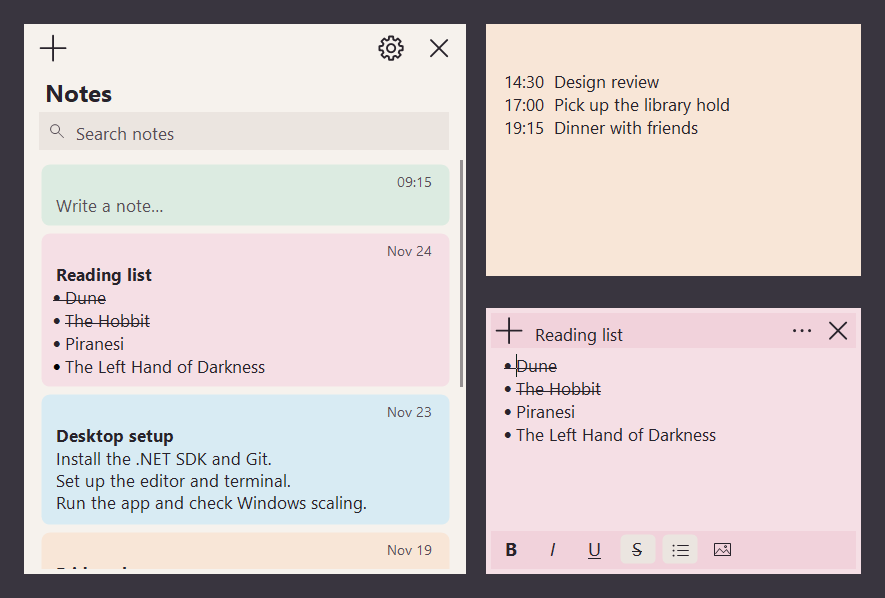 Notes
Search notes
09:15
Write a note...
Nov 24
Reading list
• Dune
• The Hobbit
• Piranesi
• The Left Hand of Darkness
Nov 23
Desktop setup
Install the .NET SDK and Git.
Set up the editor and terminal.
Run the app and check Windows scaling.
Nov 19
14:30 Design review
17:00 Pick up the library hold
19:15 Dinner with friends
Reading list
• Dune
• The Hobbit
• Piranesi
• The Left Hand of Darkness
B I U S